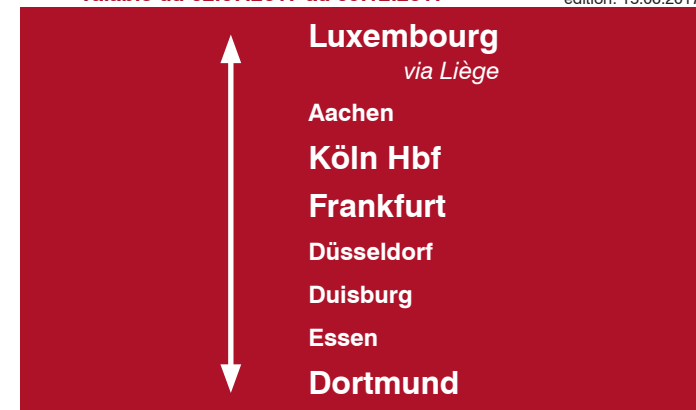 Luxembourg
via Liège
Aachen
Köln Hbf
Frankfurt
Düsseldorf
Duisburg
Essen
Dortmund